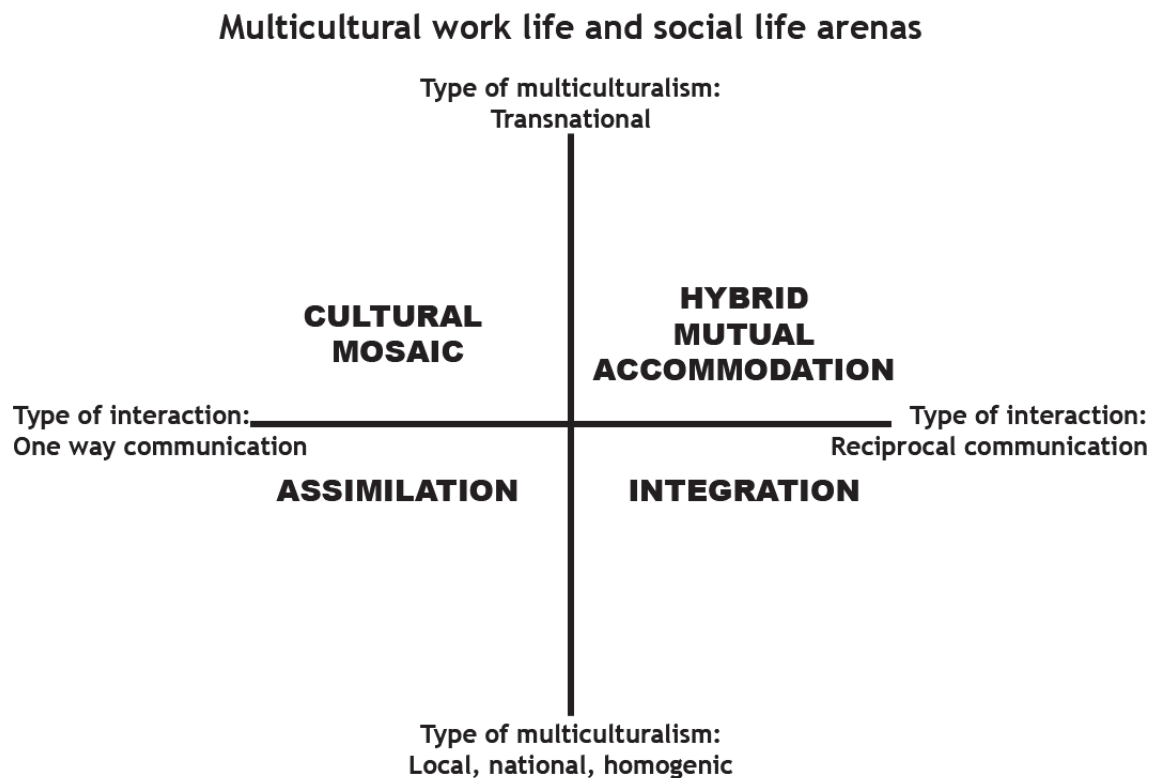 Multicultural work life and social life arenas
Type of multiculturalism:
Transnational
CULTURAL
MOSAIC
HYBRID
MUTUAL
ACCOMMODATION
Type of interaction:
One way communication
Type of interaction:
Reciprocal communication
ASSIMILATION
INTEGRATION
Type of multiculturalism:
Local, national, homogenic